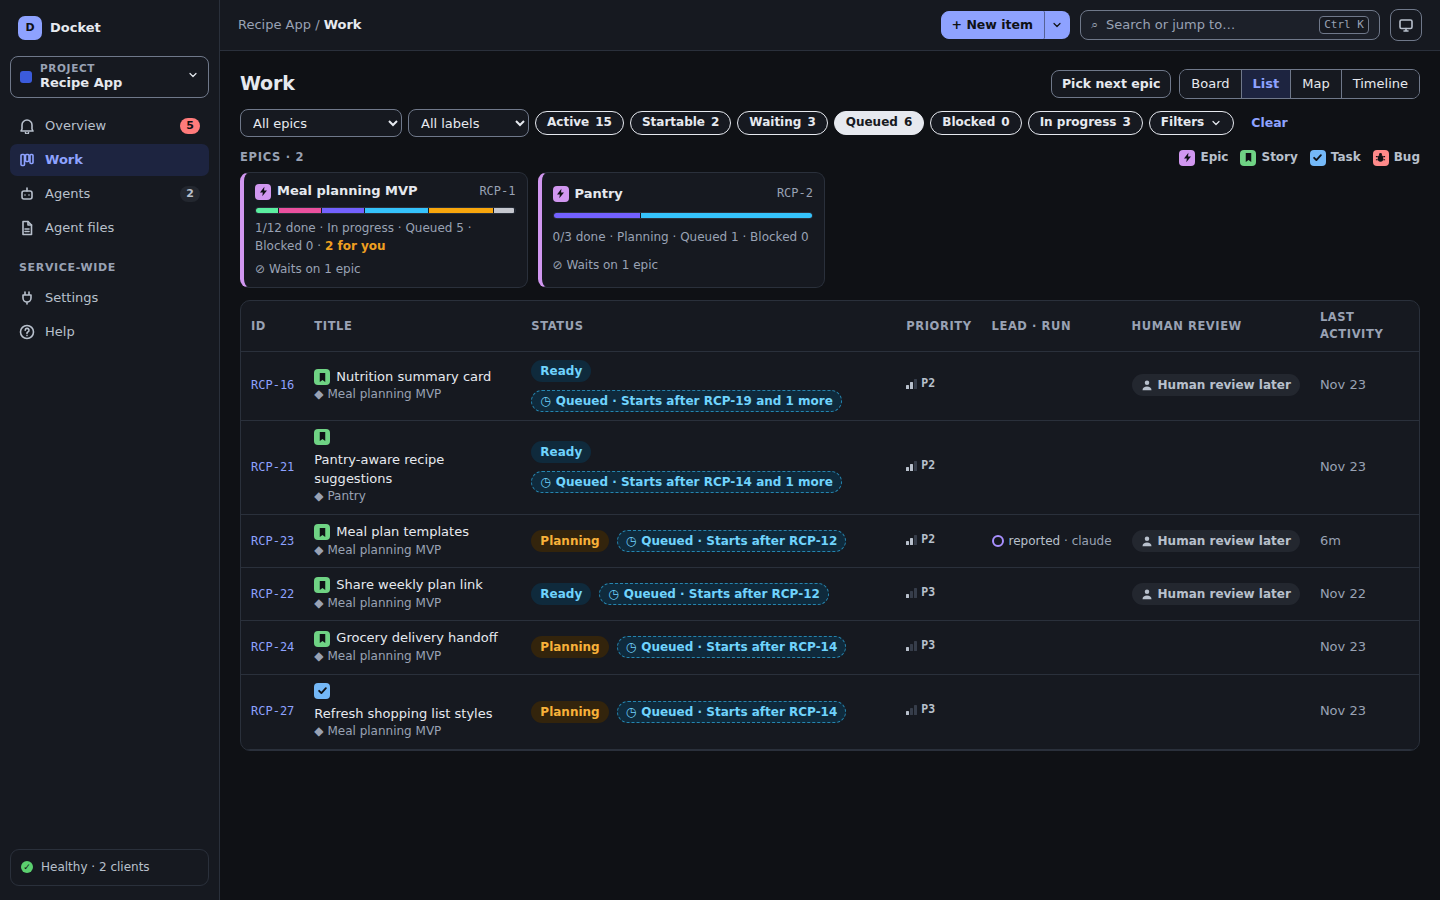 D Docket
PROJECT
Recipe App
Overview 5
Work
Agents 2
Agent files
SERVICE-WIDE
Settings
Help
Healthy · 2 clients
Recipe App / Work
+ New item
Search or jump to... Ctrl K
Work
Pick next epic
Board List Map Timeline
All epics All labels Active 15 Startable 2 Waiting 3 Queued 6 Blocked 0 In progress 3 Filters Clear
EPICS · 2
Epic Story Task Bug
Meal planning MVP RCP-1
1/12 done · In progress · Queued 5 ·
Blocked 0 · 2 for you
Waits on 1 epic
Pantry RCP-2
0/3 done · Planning · Queued 1 · Blocked 0
Waits on 1 epic
ID TITLE STATUS PRIORITY LEAD · RUN HUMAN REVIEW LAST
ACTIVITY
RCP-16 Nutrition summary card
Meal planning MVP
Ready
Queued · Starts after RCP-19 and 1 more
P2 Human review later Nov 23
RCP-21 Pantry-aware recipe
suggestions
Pantry
Ready
Queued · Starts after RCP-14 and 1 more
P2 Nov 23
RCP-23 Meal plan templates
Meal planning MVP
Planning Queued · Starts after RCP-12 P2 reported · claude Human review later 6m
RCP-22 Share weekly plan link
Meal planning MVP
Ready Queued · Starts after RCP-12 P3 Human review later Nov 22
RCP-24 Grocery delivery handoff
Meal planning MVP
Planning Queued · Starts after RCP-14 P3 Nov 23
RCP-27 Refresh shopping list styles
Meal planning MVP
Planning Queued · Starts after RCP-14 P3 Nov 23